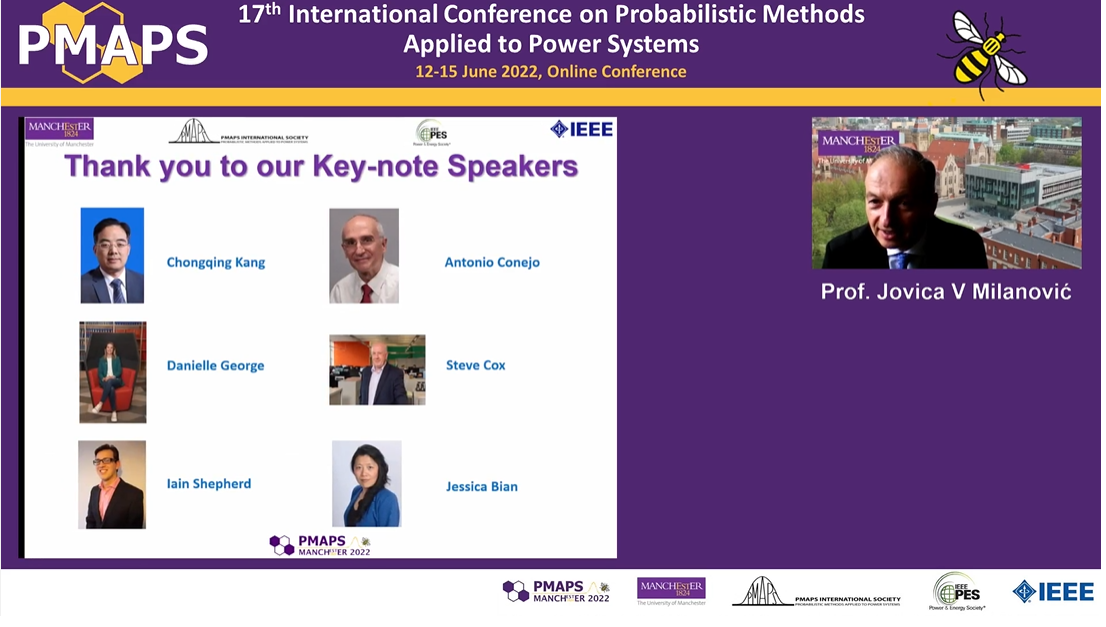 PMAPS
17th International Conference on Probabilistic Methods
Applied to Power Systems
12-15 June 2022, Online Conference
MANCHESTER
1824
The University of Manchester
PMAPS
PMAPS INTERNATIONAL SOCIETY
PROBABILISTIC METHODS APPLIED TO POWER SYSTEMS
IEEE
PES
Power & Energy Society®
IEEE
Thank you to our Key-note Speakers
Chongqing Kang
Antonio Conejo
Danielle George
Steve Cox
Iain Shepherd
Jessica Bian
PMAPS
MANCHESTER 2022
MANCHESTER
1824
The University of M
Prof. Jovica V Milanović
PMAPS
MANCHESTER 2022
MANCHESTER
1824
The University of Manchester
PMAPS
PMAPS INTERNATIONAL SOCIETY
PROBABILISTIC METHODS APPLIED TO POWER SYSTEMS
IEEE
PES
Power & Energy Society®
IEEE